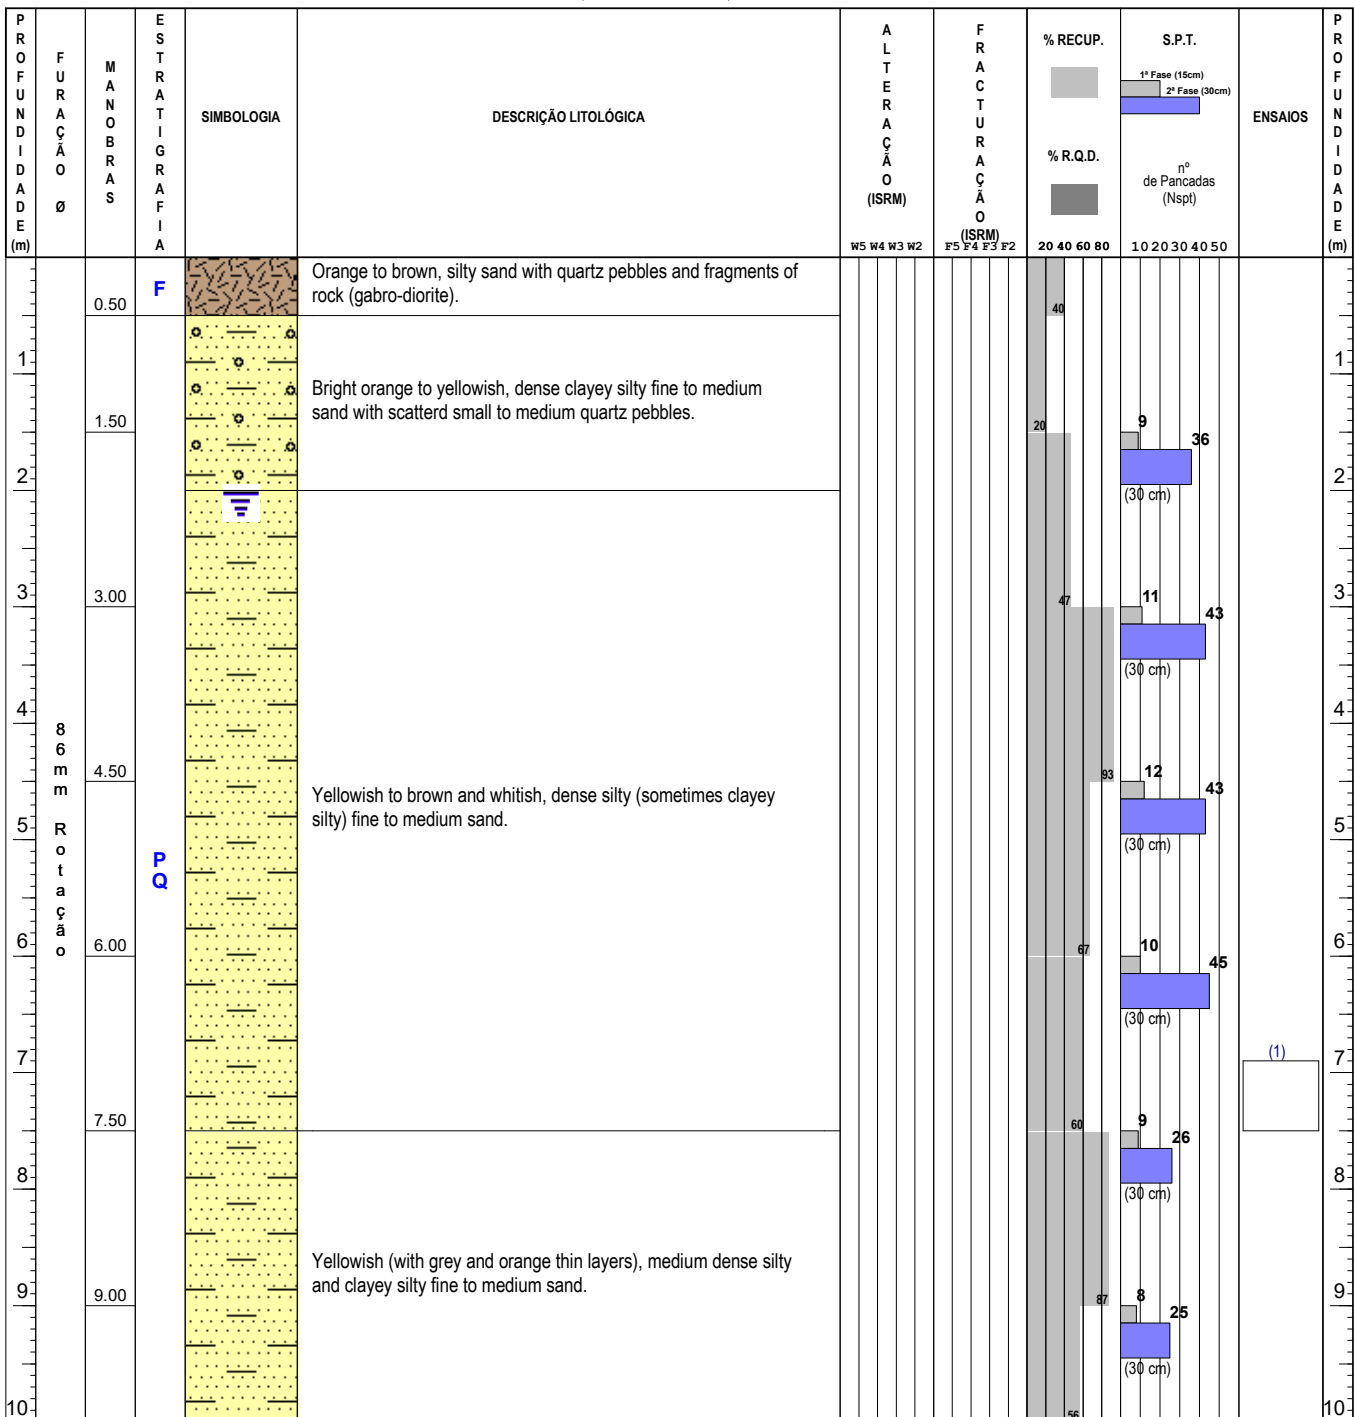 PROFUNDIDADE
(m)
FURAÇÃO Ø
MANOBRAS
ESTRATIGRAFIA
SIMBOLOGIA
DESCRIÇÃO LITOLÓGICA
ALTERAÇÃO
(ISRM)
W5 W4 W3 W2
FRACTURAÇÃO
(ISRM)
F5 F4 F3 F2
% RECUP.
% R.Q.D.
20 40 60 80
S.P.T.
1ª Fase (15cm)
2ª Fase (30cm)
nº
de Pancadas
(Nspt)
10 20 30 40 50
ENSAIOS
PROFUNDIDADE
(m)
F
Orange to brown, silty sand with quartz pebbles and fragments of
rock (gabro-diorite).
0.50
40
1
1
Bright orange to yellowish, dense clayey silty fine to medium
sand with scatterd small to medium quartz pebbles.
1.50
20
9
36
2
(30 cm)
2
3
3.00
47
11
43
3
(30 cm)
4
4
86mm Rotação
4.50
93
12
43
Yellowish to brown and whitish, dense silty (sometimes clayey
silty) fine to medium sand.
5
5
(30 cm)
PQ
6
6.00
67
10
45
6
(30 cm)
7
(1)
7
7.50
60
9
26
8
(30 cm)
8
Yellowish (with grey and orange thin layers), medium dense silty
and clayey silty fine to medium sand.
9
9.00
87
8
25
9
(30 cm)
10
56
10